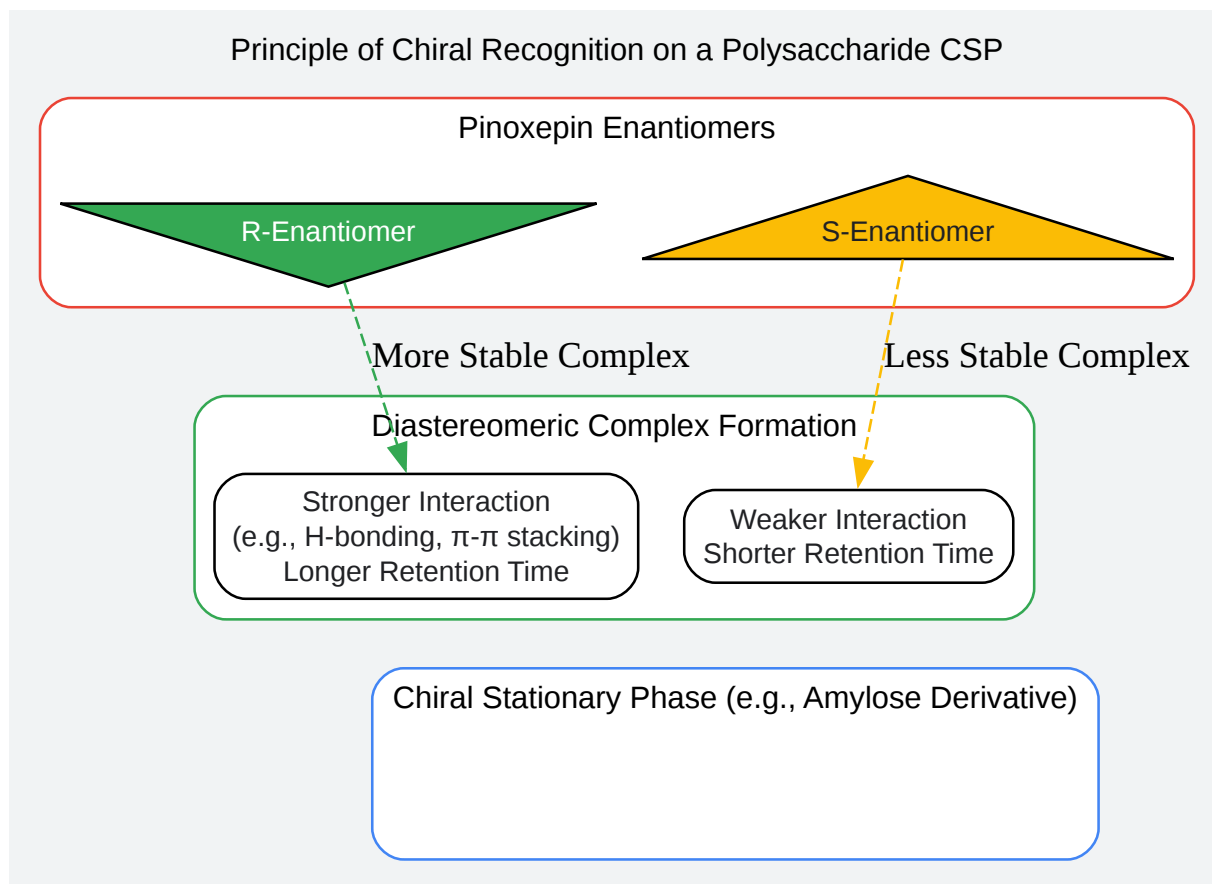 Principle of Chiral Recognition on a Polysaccharide CSP
Pinoxepin Enantiomers
R-Enantiomer
S-Enantiomer
More Stable Complex
Less Stable Complex
Diastereomeric Complex Formation
Stronger Interaction
(e.g., H-bonding, π-π stacking)
Longer Retention Time
Weaker Interaction
Shorter Retention Time
Chiral Stationary Phase (e.g., Amylose Derivative)